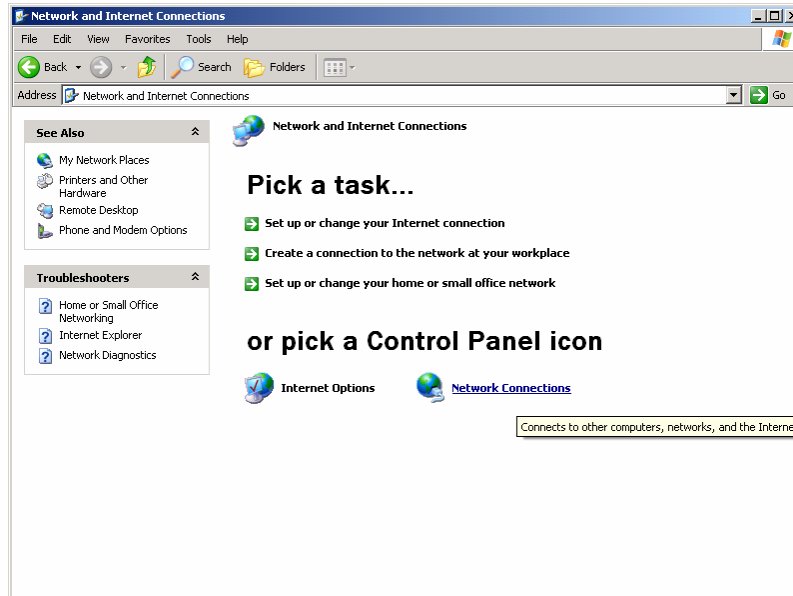 Network and Internet Connections
File Edit View Favorites Tools Help
Back Search Folders
Address Network and Internet Connections Go
See Also
My Network Places
Printers and Other
Hardware
Remote Desktop
Phone and Modem Options
Troubleshooters
Home or Small Office
Networking
Internet Explorer
Network Diagnostics
Network and Internet Connections
Pick a task...
Set up or change your Internet connection
Create a connection to the network at your workplace
Set up or change your home or small office network
or pick a Control Panel icon
Internet Options Network Connections
Connects to other computers, networks, and the Interne